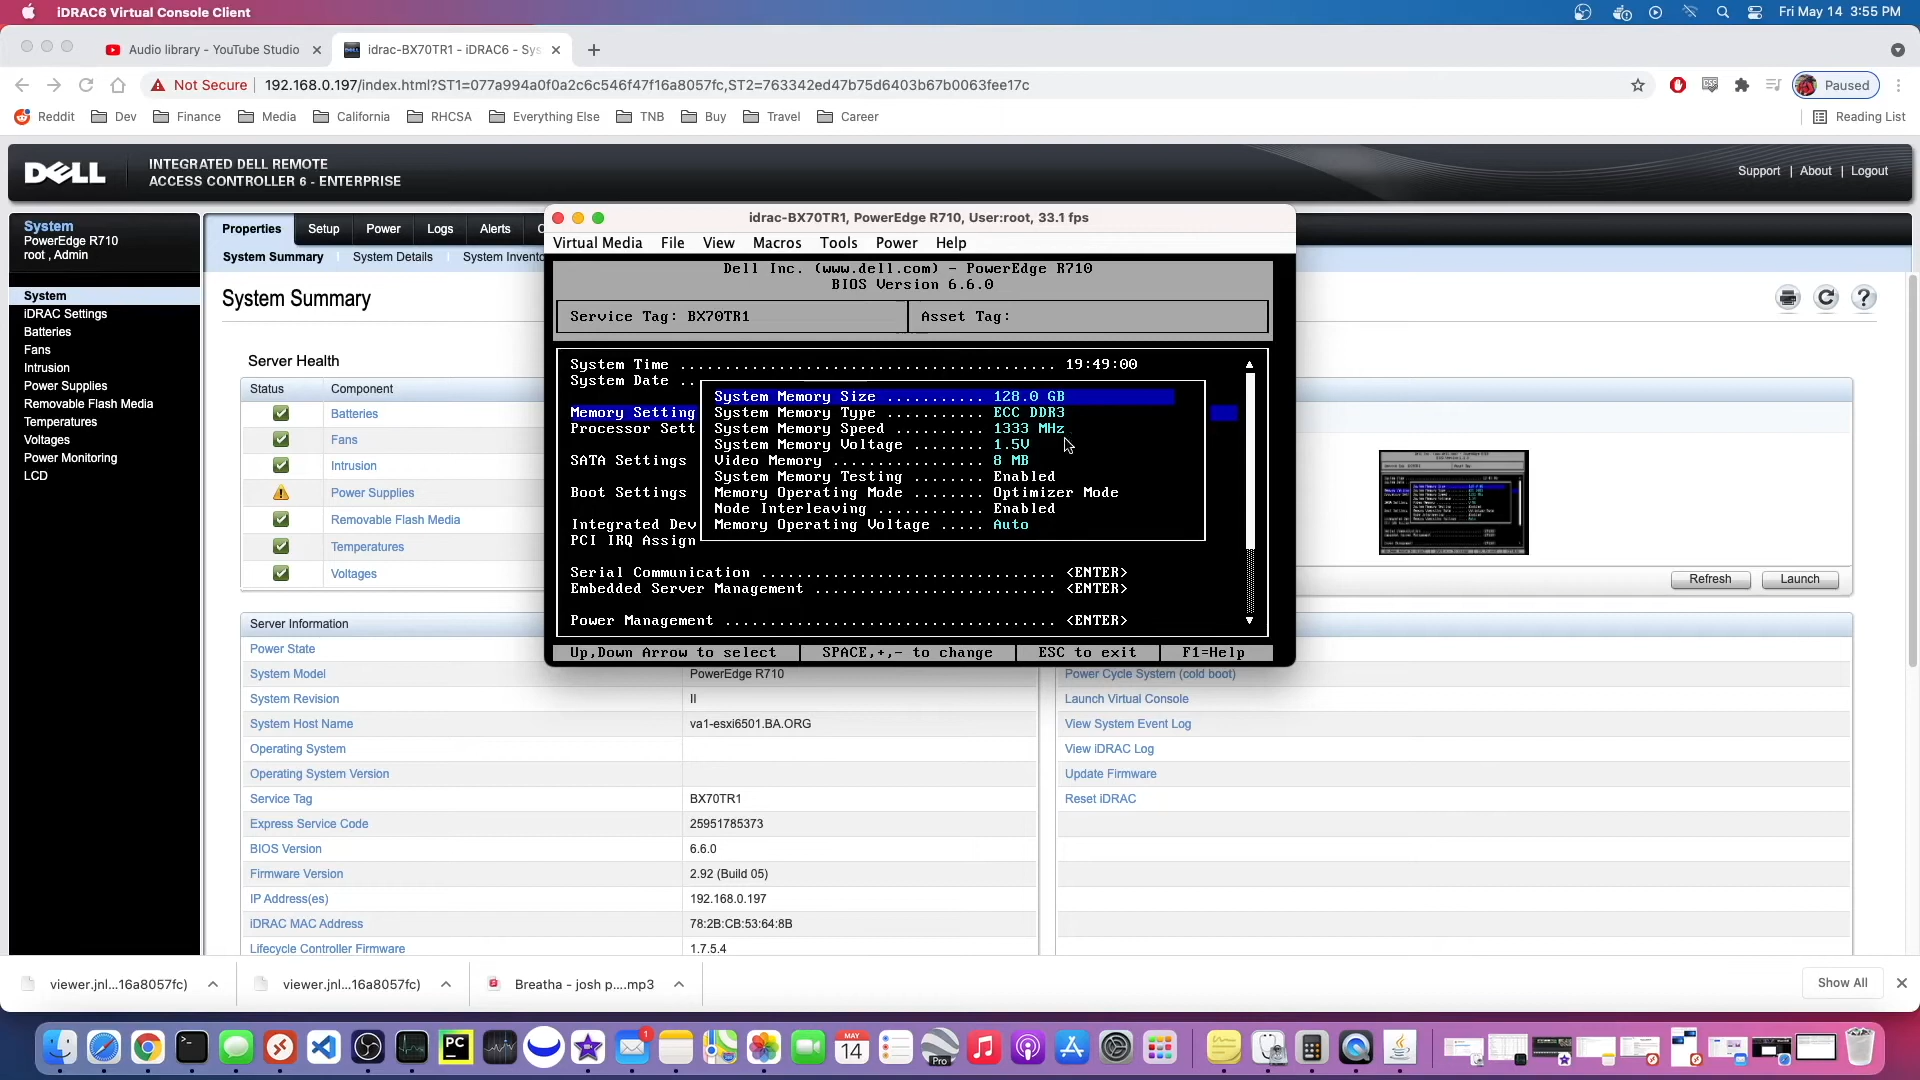 iDRAC6 Virtual Console Client
Fri May 14 3:55 PM
Audio library - YouTube Studio
idrac-BX70TR1 - iDRAC6 - Sys
Not Secure
192.168.0.197/index.html?ST1=077a994a0f0a2c6c546f47f16a8057fc,ST2=763342ed47b75d6403b67b0063fee17c
Paused
Reddit Dev Finance Media California RHCSA Everything Else TNB Buy Travel Career Reading List
DELL
INTEGRATED DELL REMOTE
ACCESS CONTROLLER 6 - ENTERPRISE
Support | About | Logout
System
PowerEdge R710
root , Admin
System
iDRAC Settings
Batteries
Fans
Intrusion
Power Supplies
Removable Flash Media
Temperatures
Voltages
Power Monitoring
LCD
Properties Setup Power Logs Alerts
System Summary System Details System Invento
System Summary
Server Health
Status Component
Batteries
Fans
Intrusion
Power Supplies
Removable Flash Media
Temperatures
Voltages
idrac-BX70TR1, PowerEdge R710, User:root, 33.1 fps
Virtual Media File View Macros Tools Power Help
Dell Inc. (www.dell.com) - PowerEdge R710
BIOS Version 6.6.0
Service Tag: BX70TR1 Asset Tag:
System Time .......................................... 19:49:00
System Date ..
Memory Setting
Processor Sett
SATA Settings
Boot Settings
Integrated Dev
PCI IRQ Assign
System Memory Size ........... 128.0 GB
System Memory Type ........... ECC DDR3
System Memory Speed .......... 1333 MHz
System Memory Voltage ........ 1.5V
Video Memory ................. 8 MB
System Memory Testing ........ Enabled
Memory Operating Mode ........ Optimizer Mode
Node Interleaving ............ Enabled
Memory Operating Voltage ..... Auto
Serial Communication ................................. <ENTER>
Embedded Server Management ............................ <ENTER>
Power Management ..................................... <ENTER>
Up,Down Arrow to select SPACE,+,- to change ESC to exit F1=Help
Refresh Launch
Server Information
Power State
System Model PowerEdge R710
System Revision II
System Host Name va1-esxi6501.BA.ORG
Operating System
Operating System Version
Service Tag BX70TR1
Express Service Code 25951785373
BIOS Version 6.6.0
Firmware Version 2.92 (Build 05)
IP Address(es) 192.168.0.197
iDRAC MAC Address 78:2B:CB:53:64:8B
Lifecycle Controller Firmware 1.7.5.4
Power Cycle System (cold boot)
Launch Virtual Console
View System Event Log
View iDRAC Log
Update Firmware
Reset iDRAC
viewer.jnl...16a8057fc)
viewer.jnl...16a8057fc)
Breatha - josh p....mp3
Show All
PC
1
MAY
14
Pro